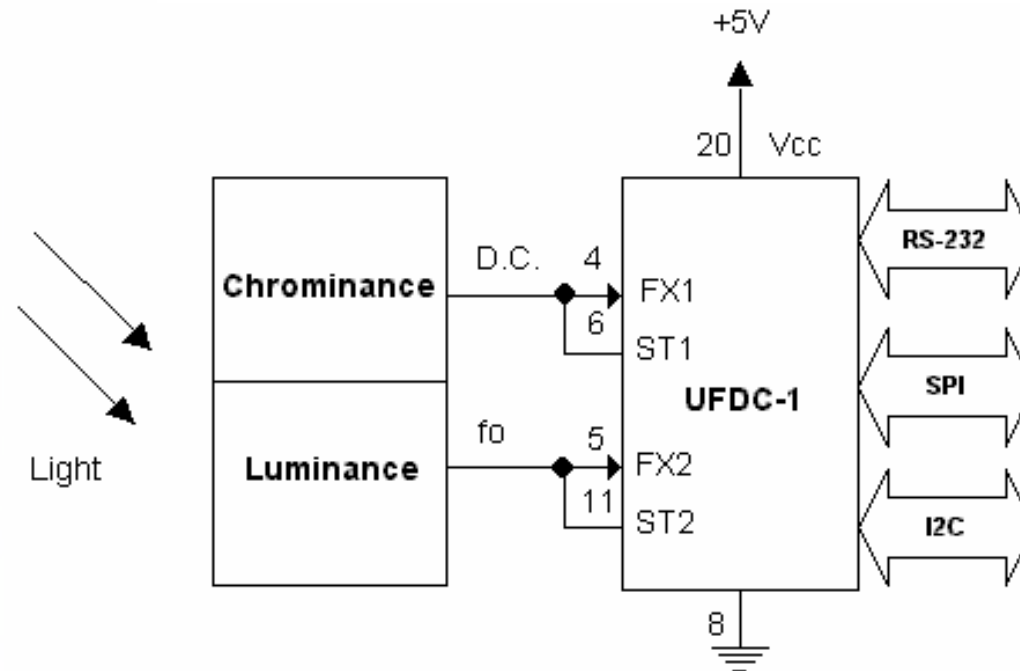 +5V
20 Vcc
Chrominance
D.C.
4
FX1
6
ST1
RS-232
UFDC-1
SPI
Light
Luminance
fo
5
FX2
11
ST2
I2C
8